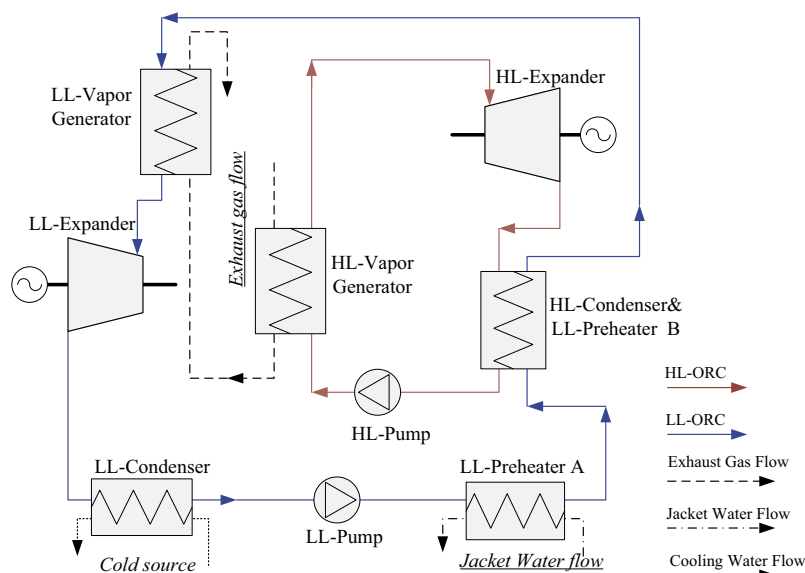 HL-Expander
LL-Vapor
Generator
Exhaust gas flow
LL-Expander
HL-Vapor
Generator
HL-Condenser&
LL-Preheater B
HL-Pump
HL-ORC
LL-ORC
LL-Condenser
LL-Preheater A
Exhaust Gas Flow
LL-Pump
Jacket Water Flow
Cold source
Jacket Water flow
Cooling Water Flow